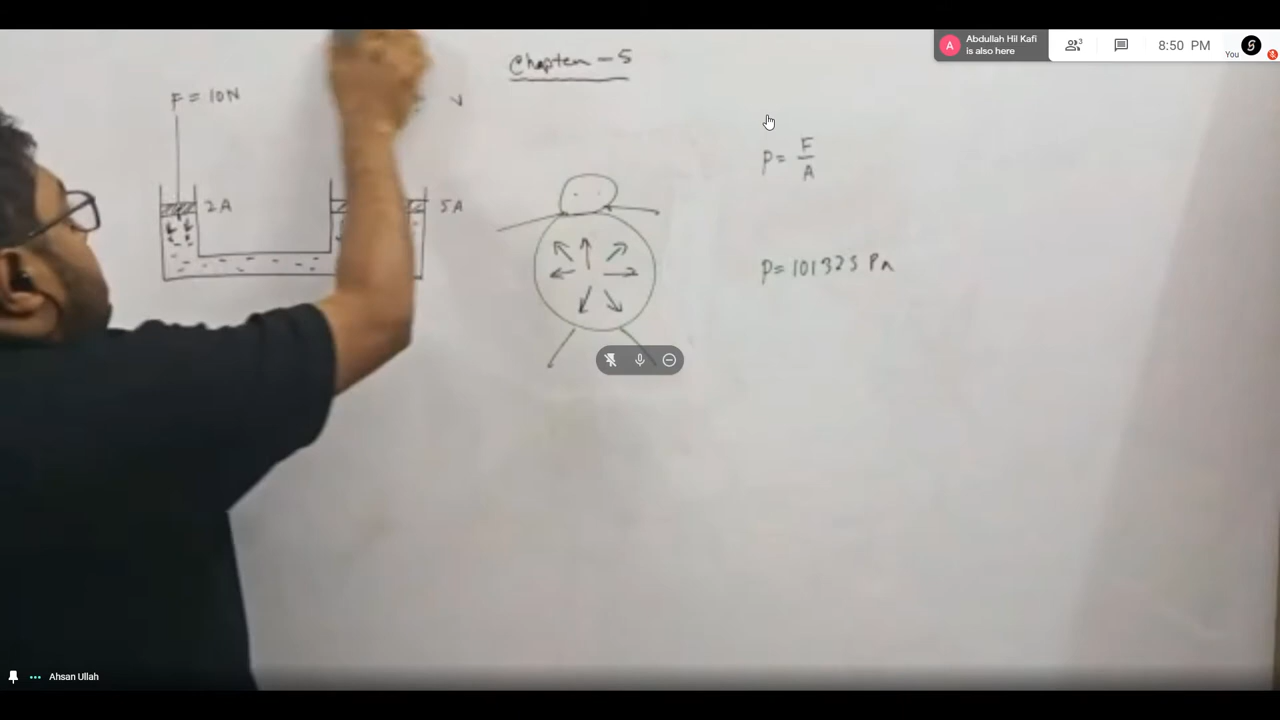 Abdullah Hil Kafi
is also here
3
8:50 PM
You
Chapter - 5
F = 10N
2A
5A
P = F/A
P = 101325 Pa
Ahsan Ullah